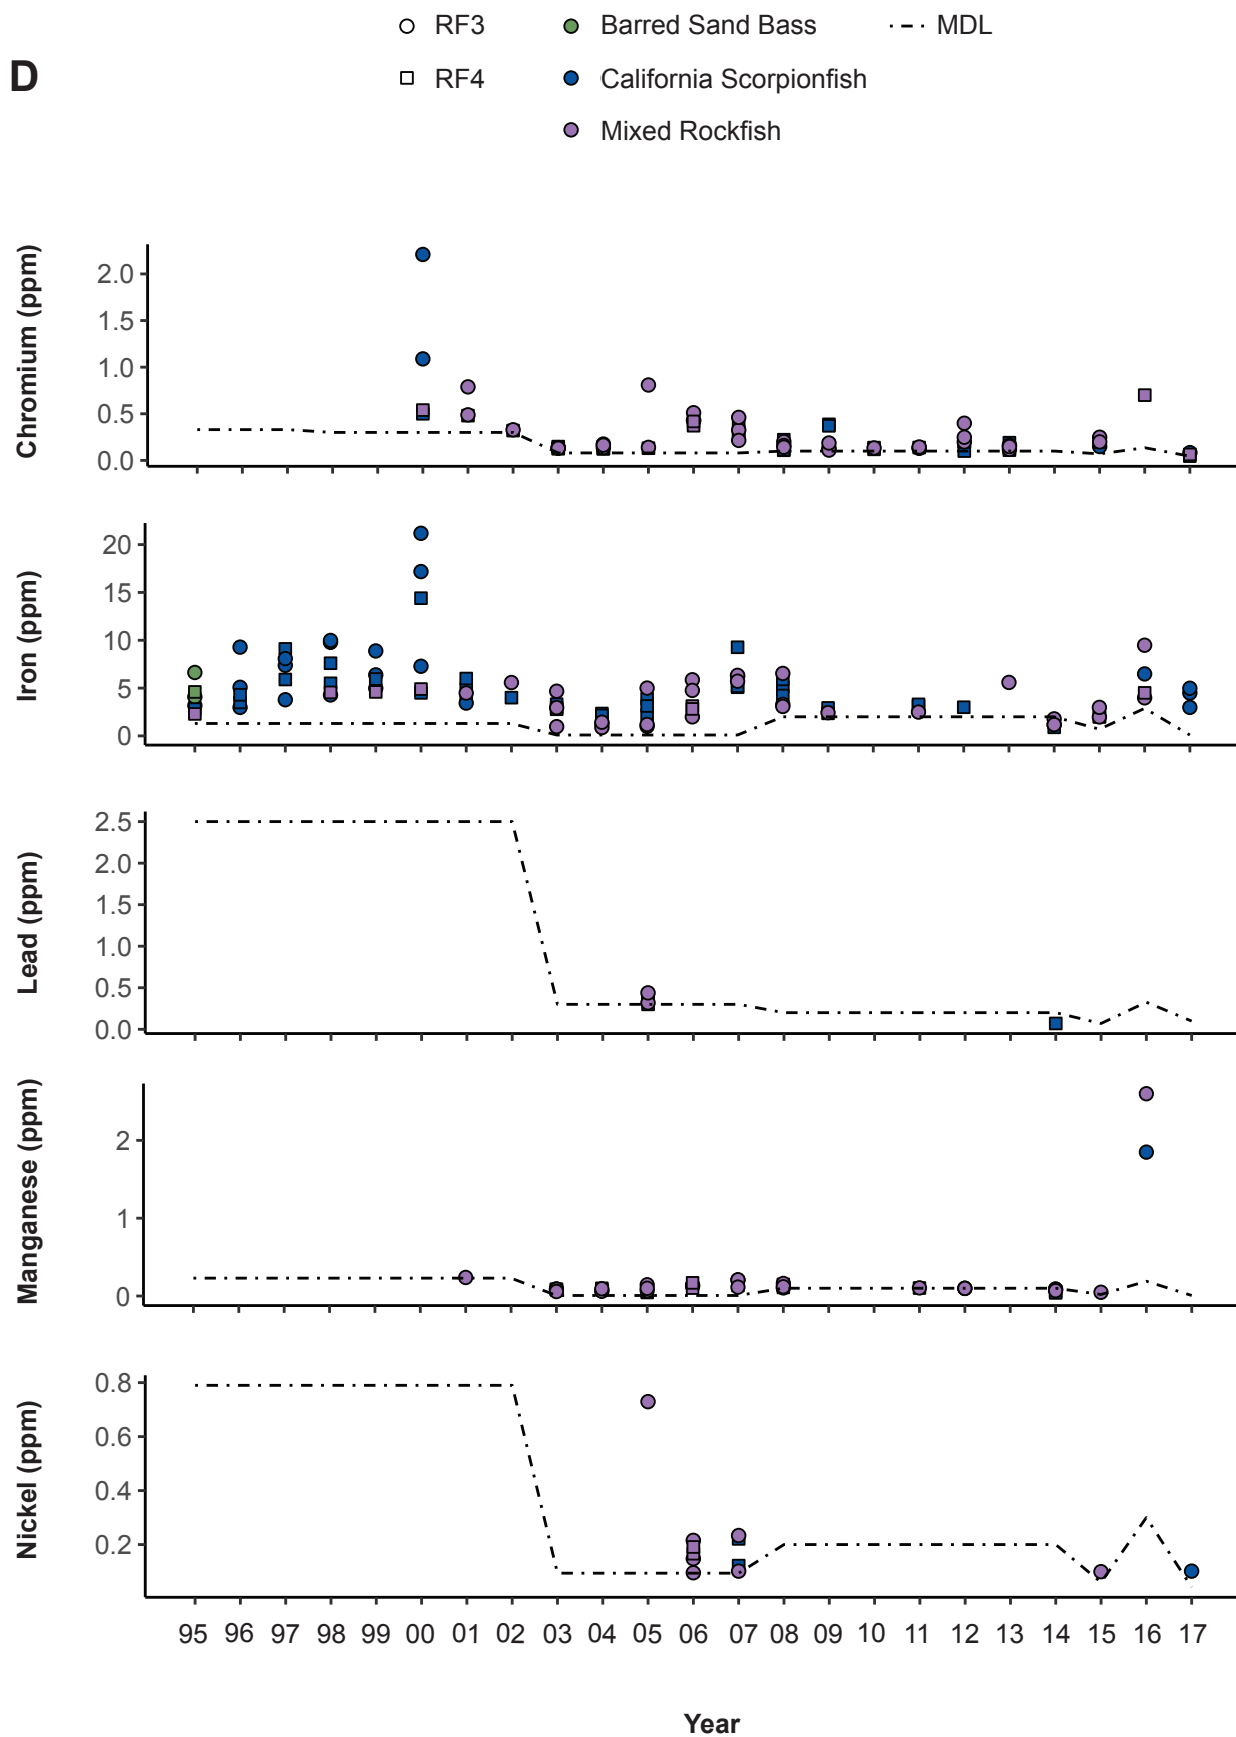 RF3 Barred Sand Bass MDL
D
RF4 California Scorpionfish
Mixed Rockfish
Chromium (ppm)
2.0
1.5
1.0
0.5
0.0
Iron (ppm)
20
15
10
5
0
Lead (ppm)
2.5
2.0
1.5
1.0
0.5
0.0
Manganese (ppm)
2
1
0
Nickel (ppm)
0.8
0.6
0.4
0.2
95 96 97 98 99 00 01 02 03 04 05 06 07 08 09 10 11 12 13 14 15 16 17
Year